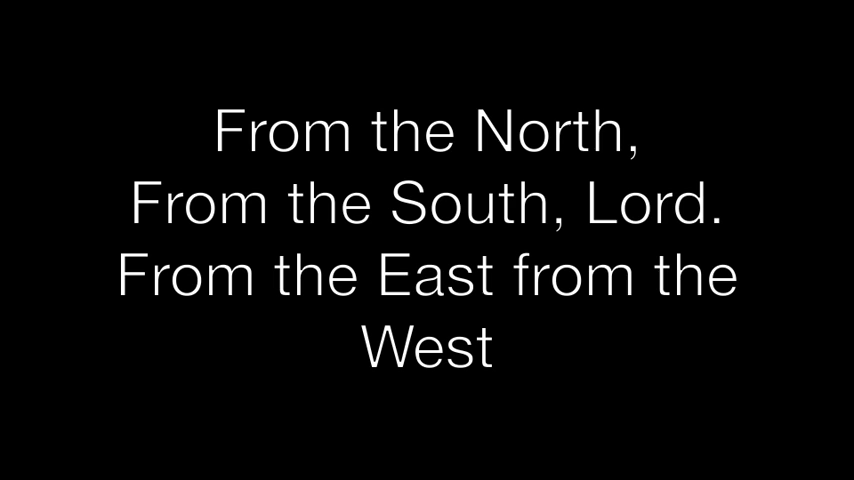 From the North,
From the South, Lord.
From the East from the
West